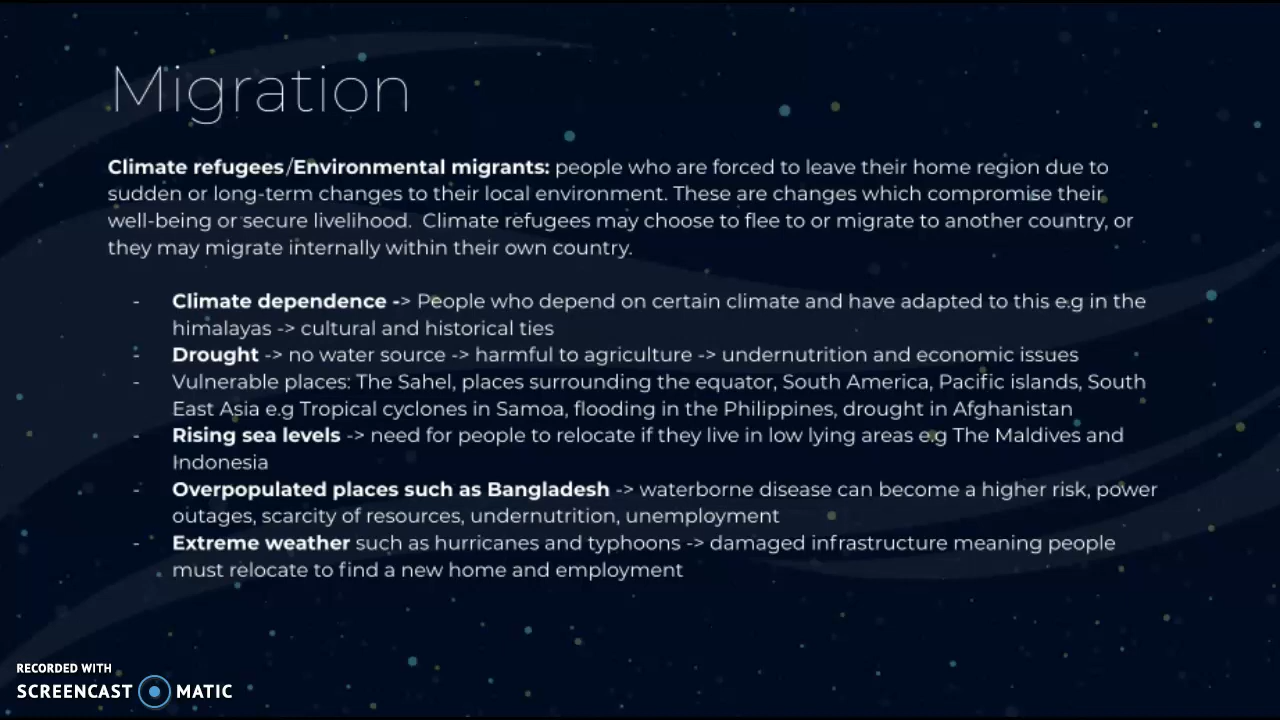 Migration
Climate refugees/Environmental migrants: people who are forced to leave their home region due to
sudden or long-term changes to their local environment. These are changes which compromise their
well-being or secure livelihood.  Climate refugees may choose to flee to or migrate to another country, or
they may migrate internally within their own country.
- Climate dependence -> People who depend on certain climate and have adapted to this e.g in the
himalayas -> cultural and historical ties
- Drought -> no water source -> harmful to agriculture -> undernutrition and economic issues
- Vulnerable places: The Sahel, places surrounding the equator, South America, Pacific islands, South
East Asia e.g Tropical cyclones in Samoa, flooding in the Philippines, drought in Afghanistan
- Rising sea levels -> need for people to relocate if they live in low lying areas e.g The Maldives and
Indonesia
- Overpopulated places such as Bangladesh -> waterborne disease can become a higher risk, power
outages, scarcity of resources, undernutrition, unemployment
- Extreme weather such as hurricanes and typhoons -> damaged infrastructure meaning people
must relocate to find a new home and employment
RECORDED WITH
SCREENCAST MATIC